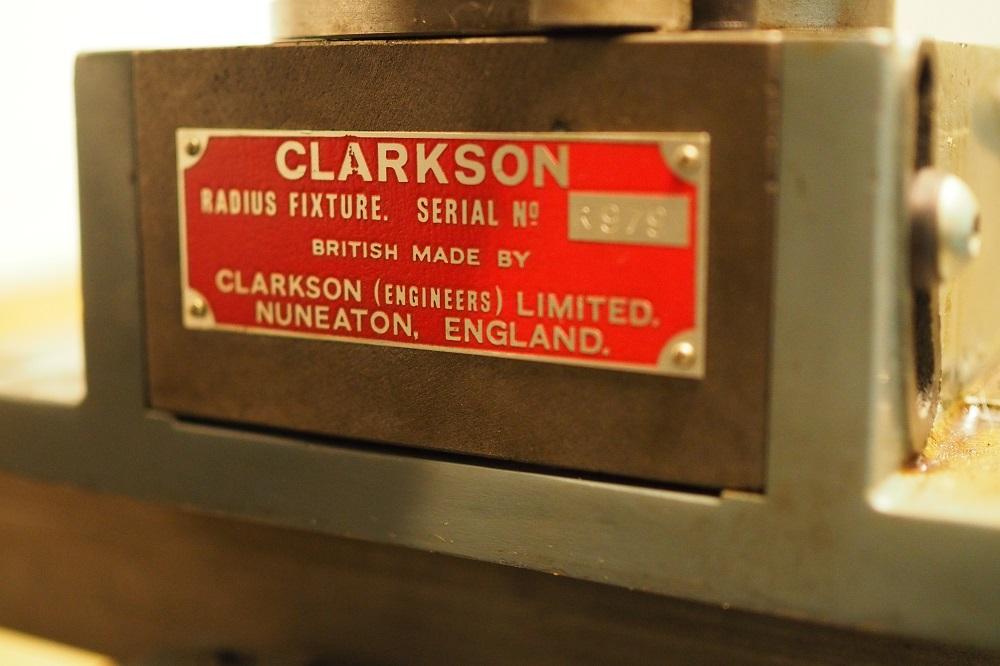 CLARKSON
RADIUS FIXTURE. SERIAL Nº
BRITISH MADE BY
CLARKSON (ENGINEERS) LIMITED.
NUNEATON, ENGLAND.